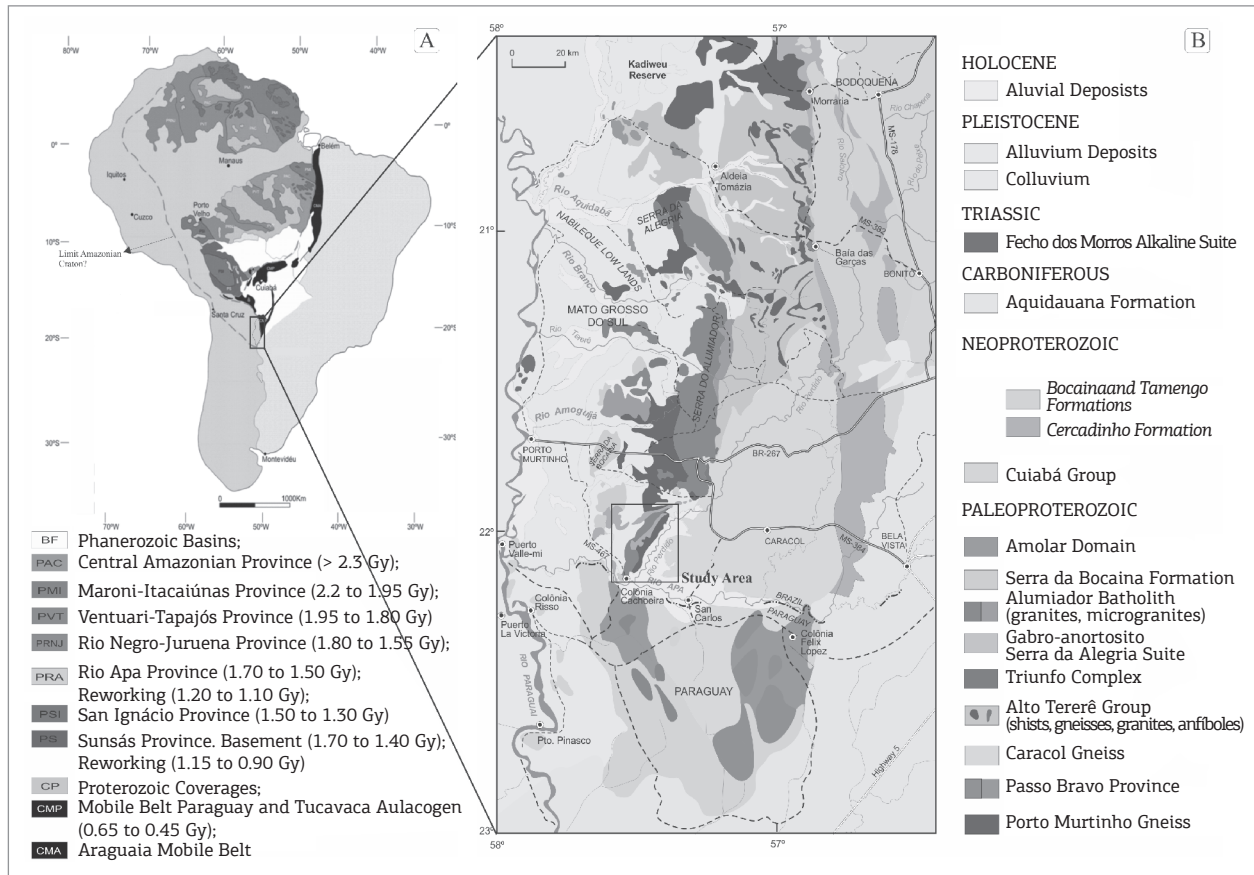 A
80°W
70°W
60°W
50°W
40°W
30°W
0°
0°
Belém
Manaus
Iquitos
Porto
Velho
Cuzco
10°S
10°S
Limit Amazonian
Craton?
Cuiabá
Santa Cruz
20°S
20°S
30°S
30°S
Montevidéu
0
1000Km
70°W
60°W
50°W
40°W
30°W
BF Phanerozoic Basins;
PAC Central Amazonian Province (> 2.3 Gy);
PMI Maroni-Itacaiúnas Province (2.2 to 1.95 Gy);
PVT Ventuari-Tapajós Province (1.95 to 1.80 Gy)
PRNJ Rio Negro-Juruena Province (1.80 to 1.55 Gy);
PRA Rio Apa Province (1.70 to 1.50 Gy);
Reworking (1.20 to 1.10 Gy);
PSI San Ignácio Province (1.50 to 1.30 Gy)
PS Sunsás Province. Basement (1.70 to 1.40 Gy);
Reworking (1.15 to 0.90 Gy)
CP Proterozoic Coverages;
CMP Mobile Belt Paraguay and Tucavaca Aulacogen
(0.65 to 0.45 Gy);
CMA Araguaia Mobile Belt
B
58°
57°
0 20 km
Kadiweu
Reserve
BODOQUENA
Morraria
MS-178
Aldeia
Tomázia
Rio Aquidabã
SERRA DA
ALEGRIA
NABILEQUE LOW LANDS
21°
MS-382
Baía das
Garças
BONITO
Rio Branco
MATO GROSSO
DO SUL
Rio Tererê
SERRA DO ALUMIADOR
Rio Perdido
Rio Amoguijá
PORTO
MURTINHO
SERRA DA
BOCAINA
BR-267
22°
Puerto
Valle-mi
MS-467
CARACOL
MS-384
BELA
VISTA
Study Area
RIO APA
Colônia
Cachoeira
San
Carlos
BRAZIL
PARAGUAY
Colônia
Risso
Puerto
La Victoria
Colônia
Felix
Lopez
RIO PARAGUAI
PARAGUAY
Pto. Pinasco
Highway 5
23°
58°
57°
HOLOCENE
Aluvial Deposists
PLEISTOCENE
Alluvium Deposits
Colluvium
TRIASSIC
Fecho dos Morros Alkaline Suite
CARBONIFEROUS
Aquidauana Formation
NEOPROTEROZOIC
Bocainaand Tamengo
Formations
Cercadinho Formation
Cuiabá Group
PALEOPROTEROZOIC
Amolar Domain
Serra da Bocaina Formation
Alumiador Batholith
(granites, microgranites)
Gabro-anortosito
Serra da Alegria Suite
Triunfo Complex
Alto Tererê Group
(shists, gneisses, granites, anfíboles)
Caracol Gneiss
Passo Bravo Province
Porto Murtinho Gneiss